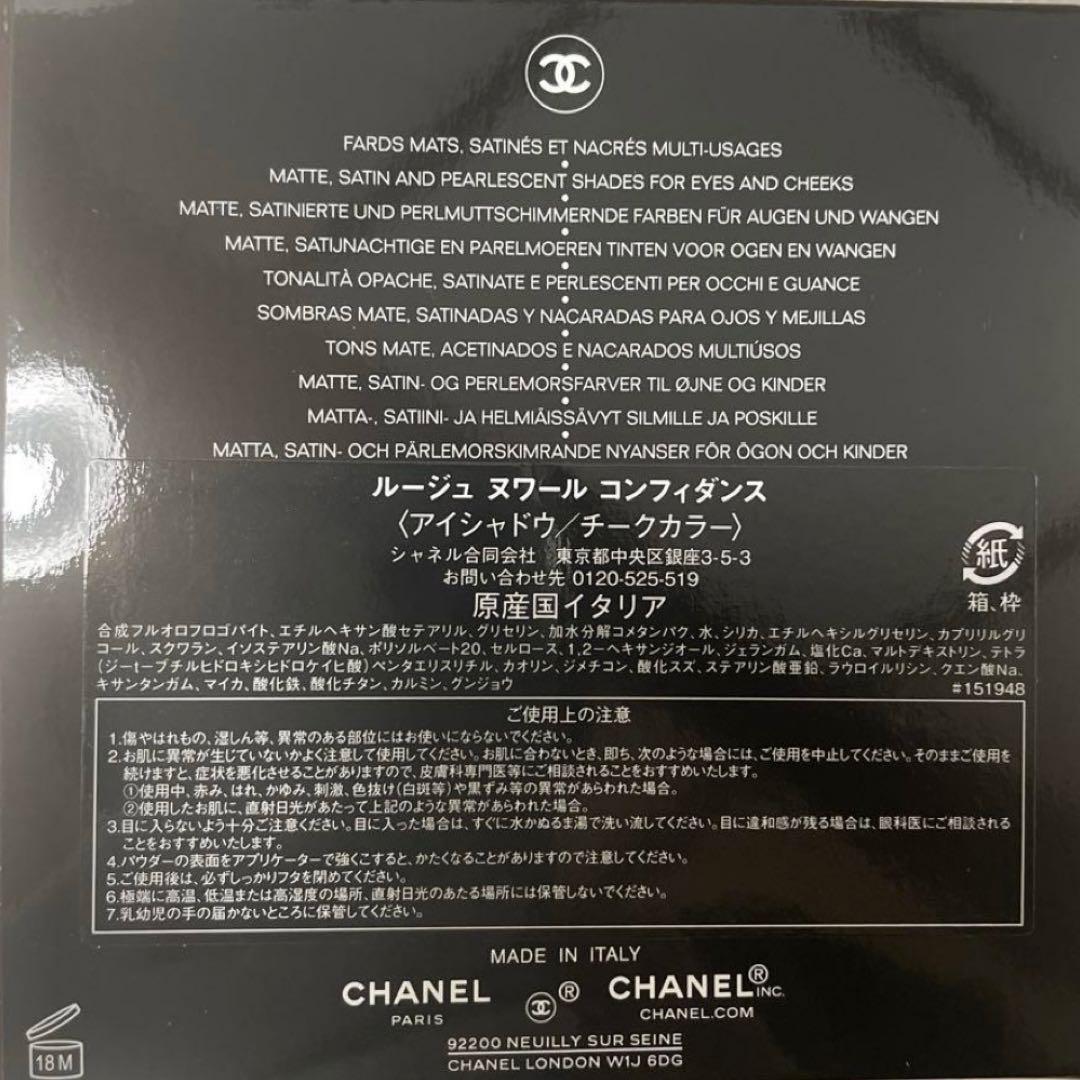 FARDS MATS, SATINÉS ET NACRÉS MULTI-USAGES
MATTE, SATIN AND PEARLESCENT SHADES FOR EYES AND CHEEKS
MATTE, SATINIERTE UND PERLMUTTSCHIMMERNDE FARBEN FÜR AUGEN UND WANGEN
MATTE, SATIJNACHTIGE EN PARELMOEREN TINTEN VOOR OGEN EN WANGEN
TONALITÀ OPACHE, SATINATE E PERLESCENTI PER OCCHI E GUANCE
SOMBRAS MATE, SATINADAS Y NACARADAS PARA OJOS Y MEJILLAS
TONS MATE, ACETINADOS E NACARADOS MULTIÚSOS
MATTE, SATIN- OG PERLEMORSFARVER TIL ØJNE OG KINDER
MATTA-, SATIINI- JA HELMIÄISSÄVYT SILMILLE JA POSKILLE
MATTA, SATIN- OCH PÄRLEMORSKIMRANDE NYANSER FÖR ÖGON OCH KINDER
ルージュ ヌワール コンフィダンス
〈アイシャドウ／チークカラー〉
シャネル合同会社 東京都中央区銀座3-5-3
お問い合わせ先 0120-525-519
原産国イタリア
紙
箱、枠
合成フルオロフロゴパイト、エチルヘキサン酸セテアリル、グリセリン、加水分解コメタンパク、水、シリカ、エチルヘキシルグリセリン、カプリリルグリ
コール、スクワラン、イソステアリン酸Na、ポリソルベート20、セルロース、1,2－ヘキサンジオール、ジェランガム、塩化Ca、マルトデキストリン、テトラ
(ジ－t－ブチルヒドロキシヒドロケイヒ酸)ペンタエリスリチル、カオリン、ジメチコン、酸化スズ、ステアリン酸亜鉛、ラウロイルリシン、クエン酸Na、
キサンタンガム、マイカ、酸化鉄、酸化チタン、カルミン、グンジョウ
#151948
ご使用上の注意
1.傷やはれもの、湿しん等、異常のある部位にはお使いにならないでください。
2.お肌に異常が生じていないかよく注意して使用してください。お肌に合わないとき、即ち、次のような場合には、ご使用を中止してください。そのままご使用を
続けますと、症状を悪化させることがありますので、皮膚科専門医等にご相談されることをおすすめいたします。
①使用中、赤み、はれ、かゆみ、刺激、色抜け(白斑等)や黒ずみ等の異常があらわれた場合。
②使用したお肌に、直射日光があたって上記のような異常があらわれた場合。
3.目に入らないよう十分ご注意ください。目に入った場合は、すぐに水かぬるま湯で洗い流してください。目に違和感が残る場合は、眼科医にご相談される
ことをおすすめいたします。
4.パウダーの表面をアプリケーターで強くこすると、かたくなることがありますので注意してください。
5.ご使用後は、必ずしっかりフタを閉めてください。
6.極端に高温、低温または高湿度の場所、直射日光のあたる場所には保管しないでください。
7.乳幼児の手の届かないところに保管してください。
MADE IN ITALY
CHANEL ® CHANEL® INC.
PARIS CHANEL.COM
92200 NEUILLY SUR SEINE
CHANEL LONDON W1J 6DG
18 M